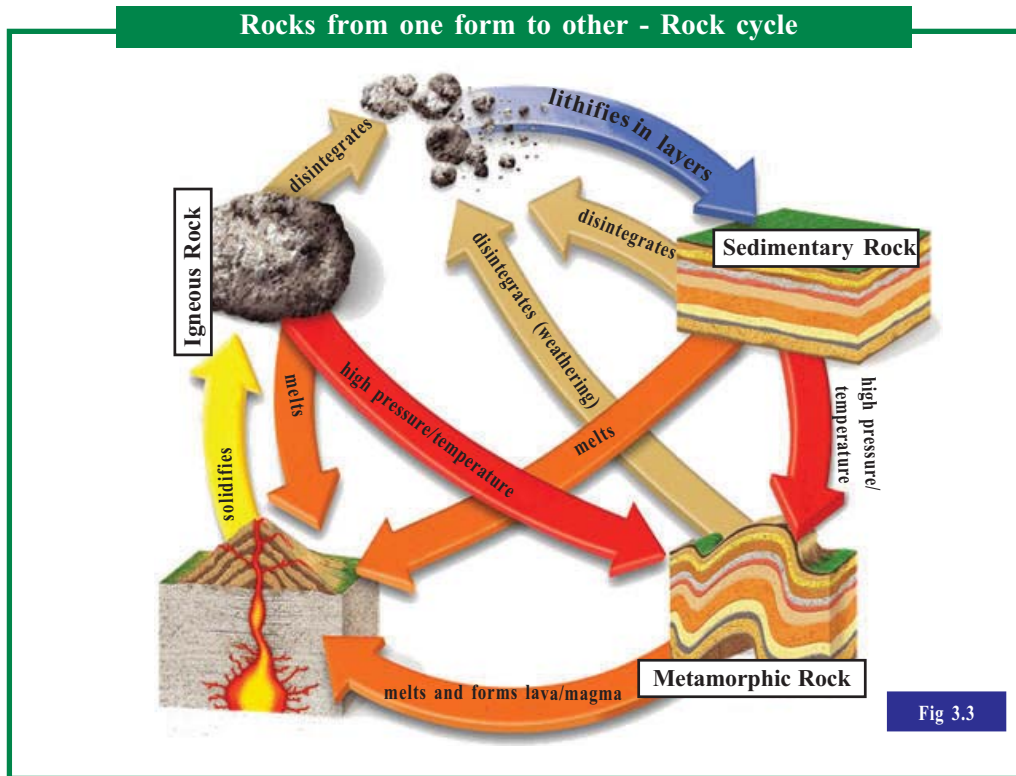 Rocks from one form to other - Rock cycle
disintegrates
lithifies in layers
Igneous Rock
disintegrates
Sedimentary Rock
disintegrates (weathering)
melts
high pressure/temperature
melts
high pressure/
temperature
solidifies
melts and forms lava/magma
Metamorphic Rock
Fig 3.3